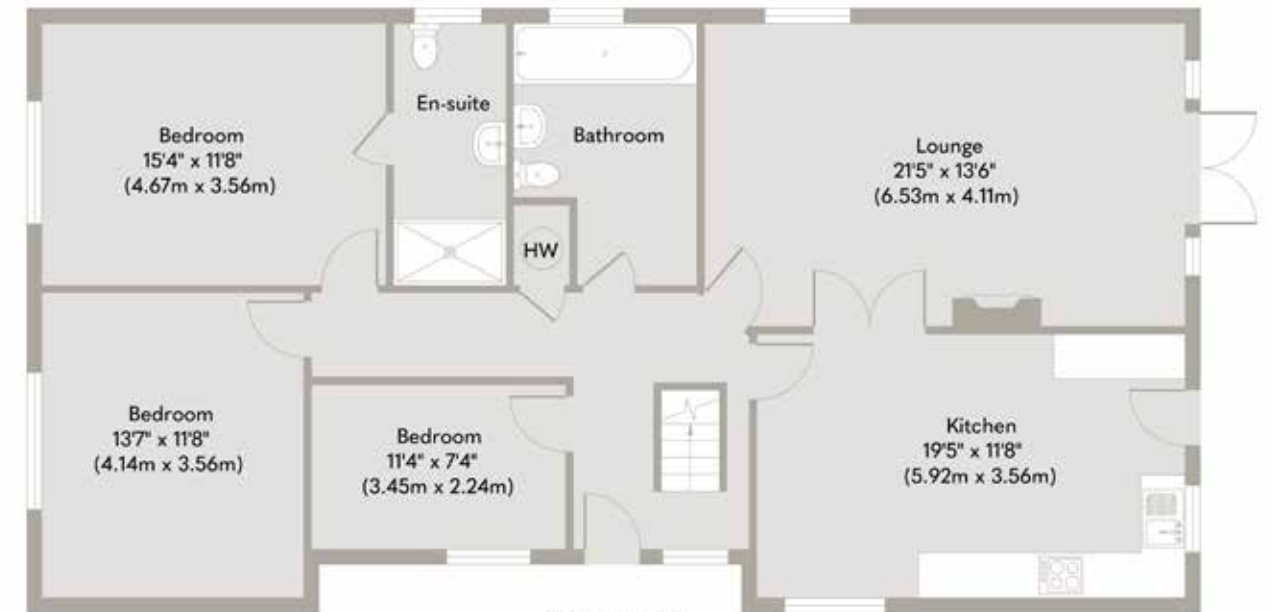 Bedroom
15'4" x 11'8"
(4.67m x 3.56m)
En-suite
Bathroom
HW
Lounge
21'5" x 13'6"
(6.53m x 4.11m)
Bedroom
13'7" x 11'8"
(4.14m x 3.56m)
Bedroom
11'4" x 7'4"
(3.45m x 2.24m)
Kitchen
19'5" x 11'8"
(5.92m x 3.56m)